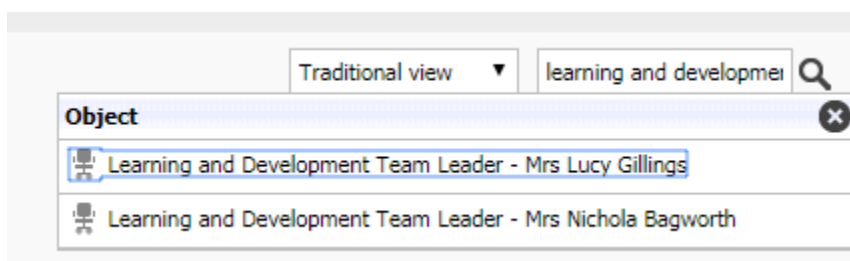 Traditional view
learning and developme
Object
Learning and Development Team Leader - Mrs Lucy Gillings
Learning and Development Team Leader - Mrs Nichola Bagworth